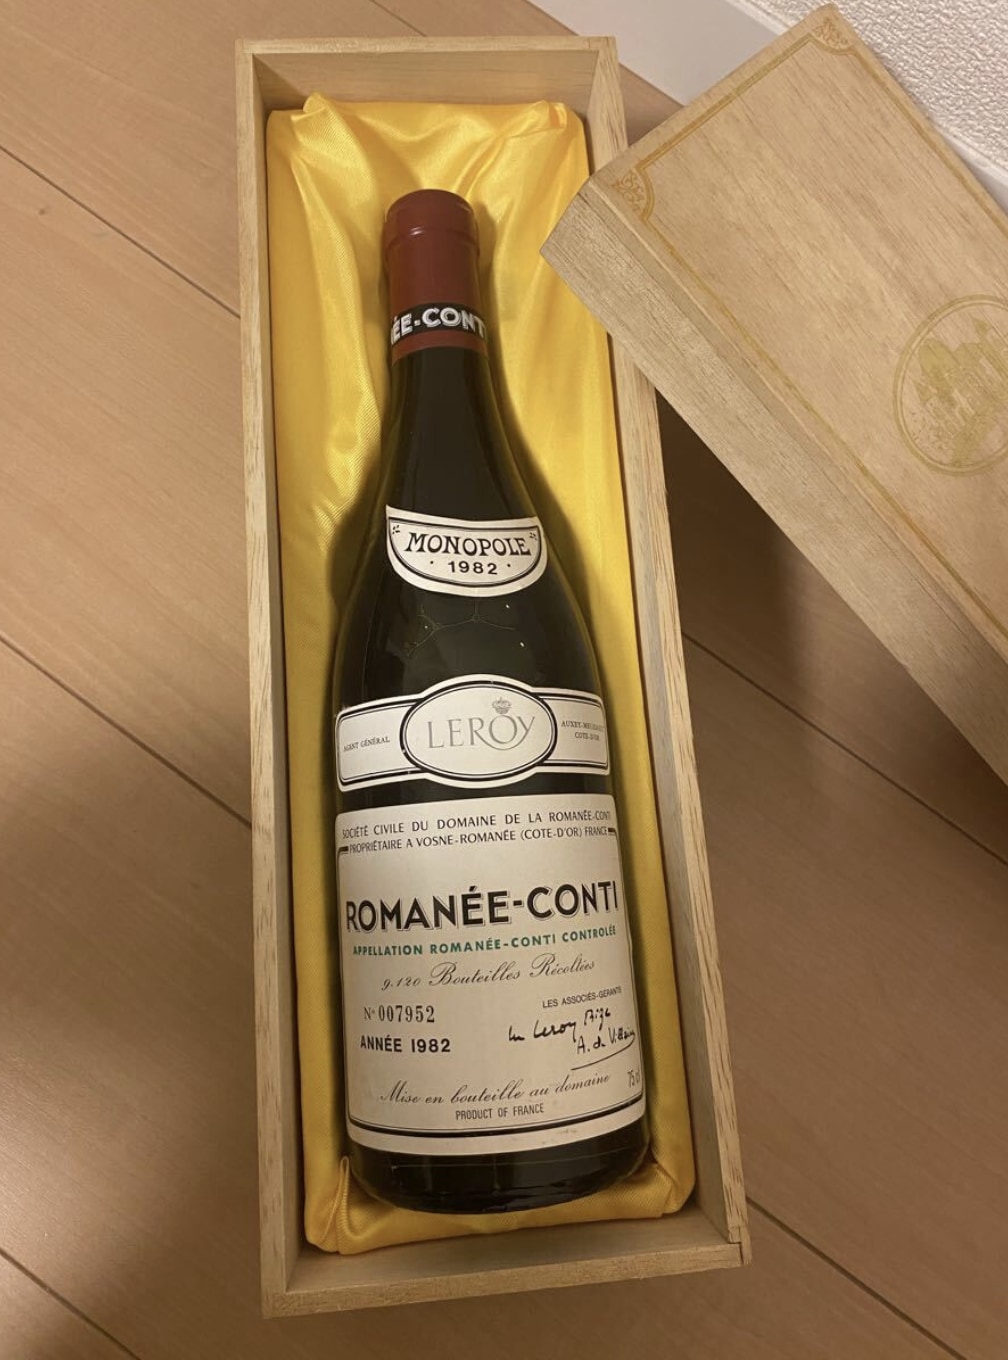 ÉE-CONT
MONOPOLE
· 1982 ·
AGENT GÉNÉRAL
LEROY
CÔTE-D'OR
SOCIÉTÉ CIVILE DU DOMAINE DE LA ROMANÉE-CONTI
PROPRIÉTAIRE A VOSNE-ROMANÉE (COTE-D'OR) FRANCE
ROMANÉE-CONTI
APPELLATION ROMANÉE-CONTI CONTROLÉE
9.120 Bouteilles Récoltées
N° 007952
LES ASSOCIÉS-GÉRANTS
ANNÉE 1982
Mise en bouteille au domaine
75 cl
PRODUCT OF FRANCE